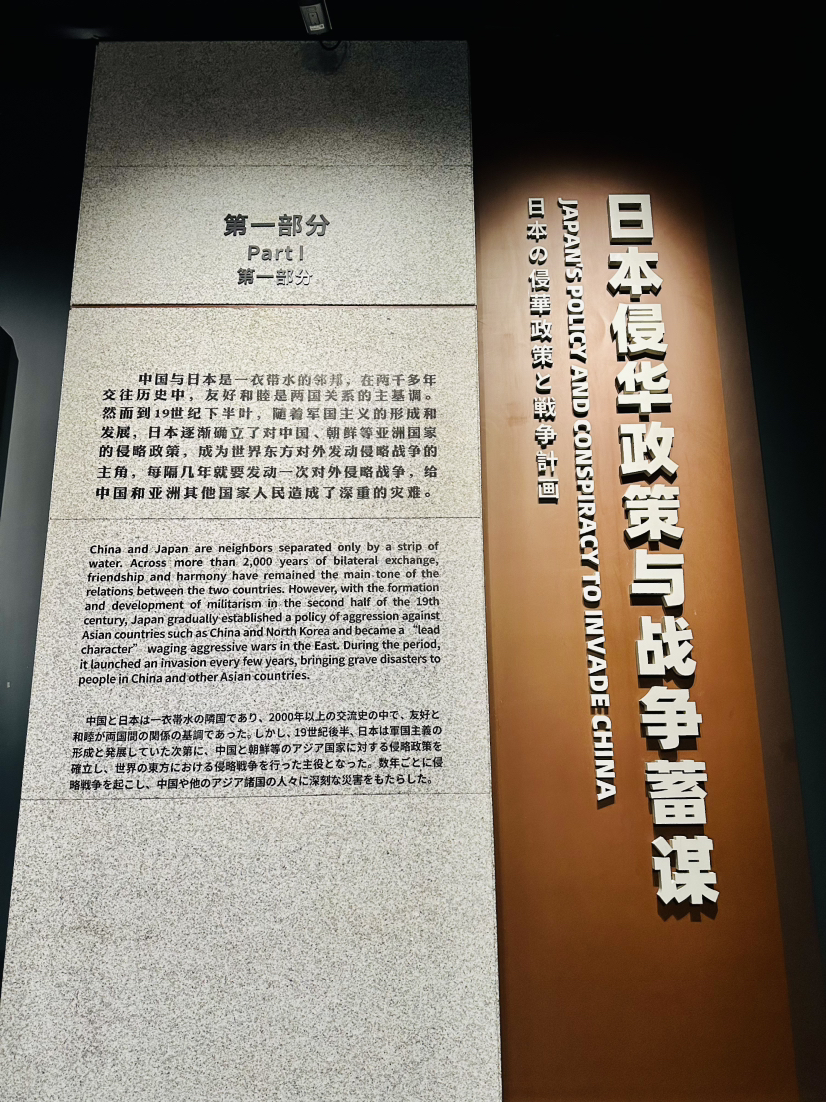 第一部分
Part I
第一部分
中国与日本是一衣带水的邻邦，在两千多年
交往历史中，友好和睦是两国关系的主基调。
然而到19世纪下半叶，随着军国主义的形成和
发展，日本逐渐确立了对中国、朝鲜等亚洲国家
的侵略政策，成为世界东方对外发动侵略战争的
主角，每隔几年就要发动一次对外侵略战争，给
中国和亚洲其他国家人民造成了深重的灾难。
China and Japan are neighbors separated only by a strip of
water. Across more than 2,000 years of bilateral exchange,
friendship and harmony have remained the main tone of the
relations between the two countries. However, with the formation
and development of militarism in the second half of the 19th
century, Japan gradually established a policy of aggression against
Asian countries such as China and North Korea and became a “lead
character” waging aggressive wars in the East. During the period,
it launched an invasion every few years, bringing grave disasters to
people in China and other Asian countries.
中国と日本は一衣帯水の隣国であり、2000年以上の交流史の中で、友好と
和睦が両国間の関係の基調であった。しかし、19世紀後半、日本は軍国主義の
形成と発展していた次第に、中国と朝鮮等のアジア国家に対する侵略政策を
確立し、世界の東方における侵略戦争を行った主役となった。数年ごとに侵
略戦争を起こし、中国や他のアジア諸国の人々に深刻な災害をもたらした。
日本侵华政策与战争蓄谋
JAPAN'S POLICY AND CONSPIRACY TO INVADE CHINA
日本の侵華政策と戦争計画